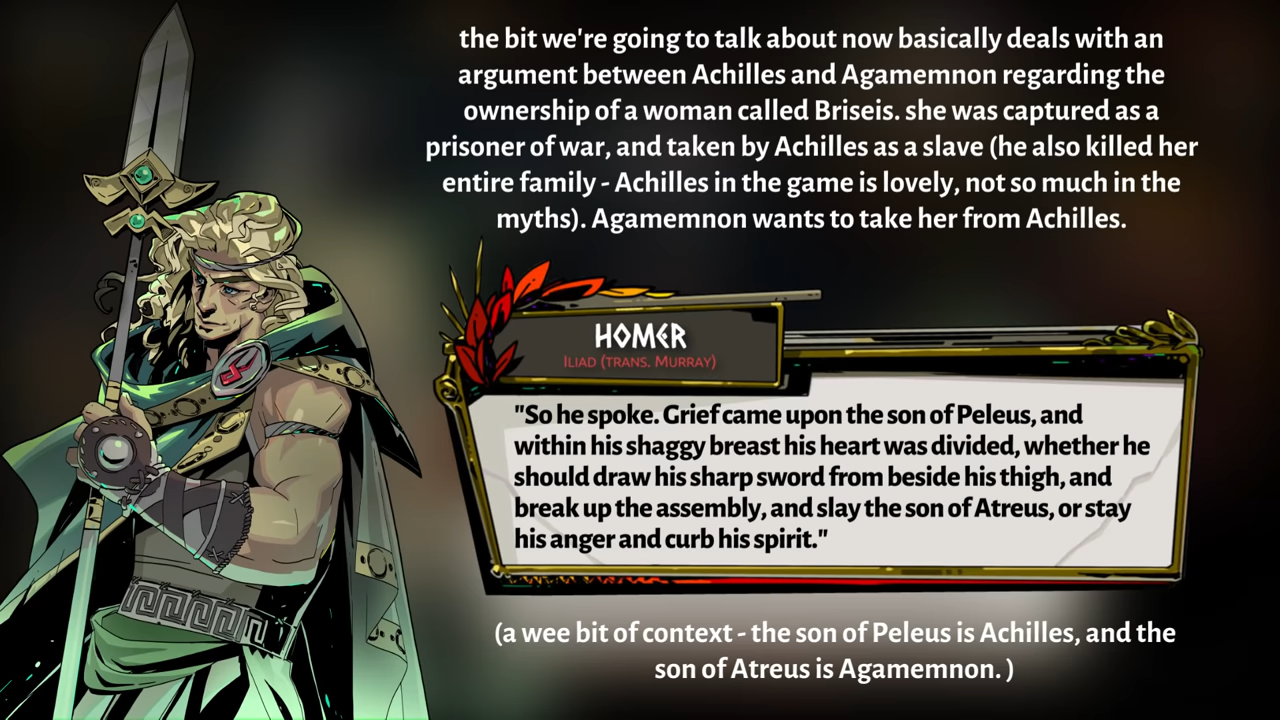 the bit we're going to talk about now basically deals with an
argument between Achilles and Agamemnon regarding the
ownership of a woman called Briseis. she was captured as a
prisoner of war, and taken by Achilles as a slave (he also killed her
entire family - Achilles in the game is lovely, not so much in the
myths). Agamemnon wants to take her from Achilles.
HOMER
ILIAD (TRANS. MURRAY)
"So he spoke. Grief came upon the son of Peleus, and
within his shaggy breast his heart was divided, whether he
should draw his sharp sword from beside his thigh, and
break up the assembly, and slay the son of Atreus, or stay
his anger and curb his spirit."
(a wee bit of context - the son of Peleus is Achilles, and the
son of Atreus is Agamemnon. )